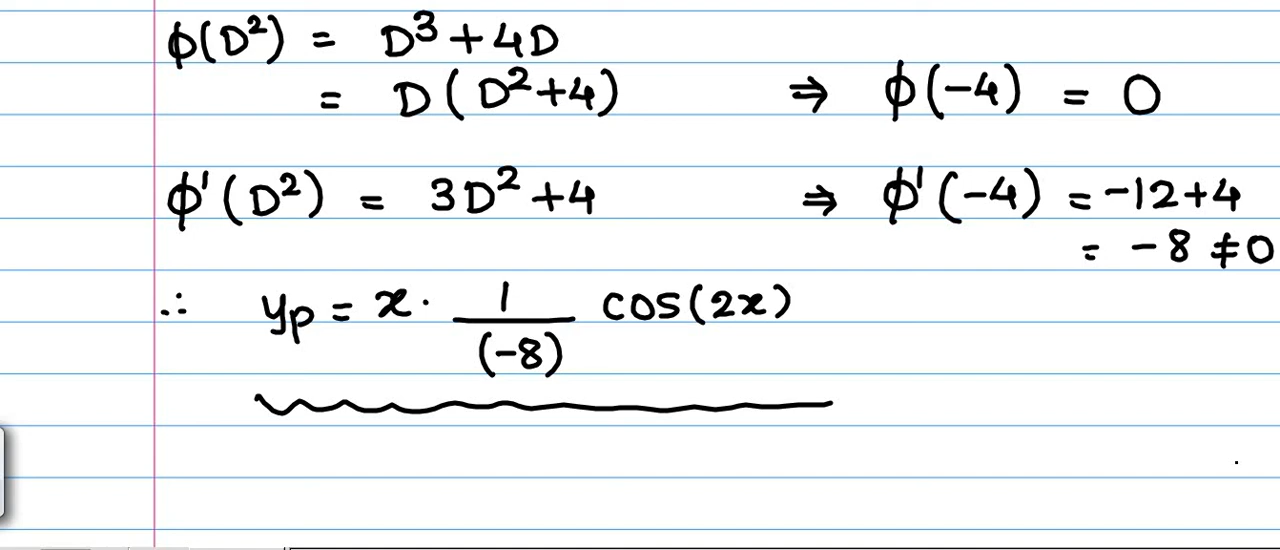 ϕ(D²) = D³ + 4D
= D(D²+4) ⇒ ϕ(-4) = 0
ϕ'(D²) = 3D² + 4 ⇒ ϕ'(-4) = -12+4
= -8 ≠ 0
∴ yₚ = x · 1/(-8) cos(2x)